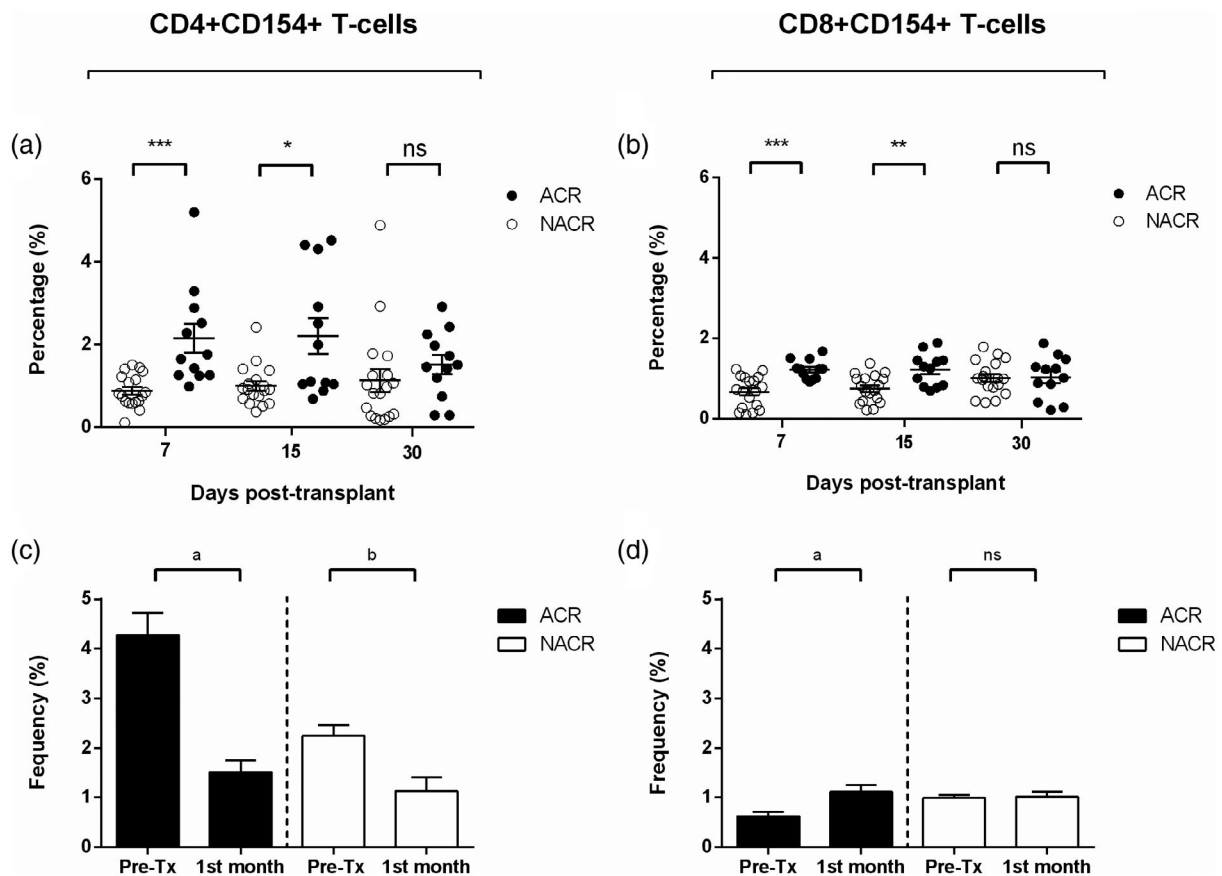 CD4+CD154+ T-cells
CD8+CD154+ T-cells
(a)
***
*
ns
6
4
2
0
Percentage (%)
7
15
30
Days post-transplant
ACR
NACR
(b)
***
**
ns
6
4
2
0
Percentage (%)
7
15
30
Days post-transplant
ACR
NACR
(c)
a
b
5
4
3
2
1
0
Fequency (%)
Pre-Tx
1st month
Pre-Tx
1st month
ACR
NACR
(d)
a
ns
5
4
3
2
1
0
Frequency (%)
Pre-Tx
1st month
Pre-Tx
1st month
ACR
NACR